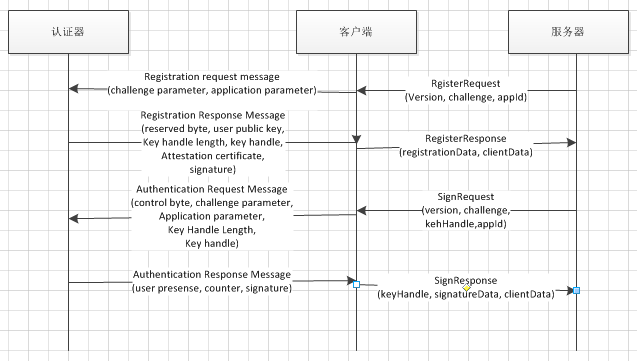 认证器
客户端
服务器
Registration request message
(challenge parameter, application parameter)
RgisterRequest
(Version, challenge, appId)
Registration Response Message
(reserved byte, user public key,
Key handle length, key handle,
Attestation certificate,
signature)
RegisterResponse
(registrationData, clientData)
Authentication Request Message
(control byte, challenge parameter,
Application parameter,
Key Handle Length,
Key handle)
SignRequest
(version, challenge,
kehHandle,appId)
Authentication Response Message
(user presense, counter, signature)
SignResponse
(keyHandle, signatureData, clientData)